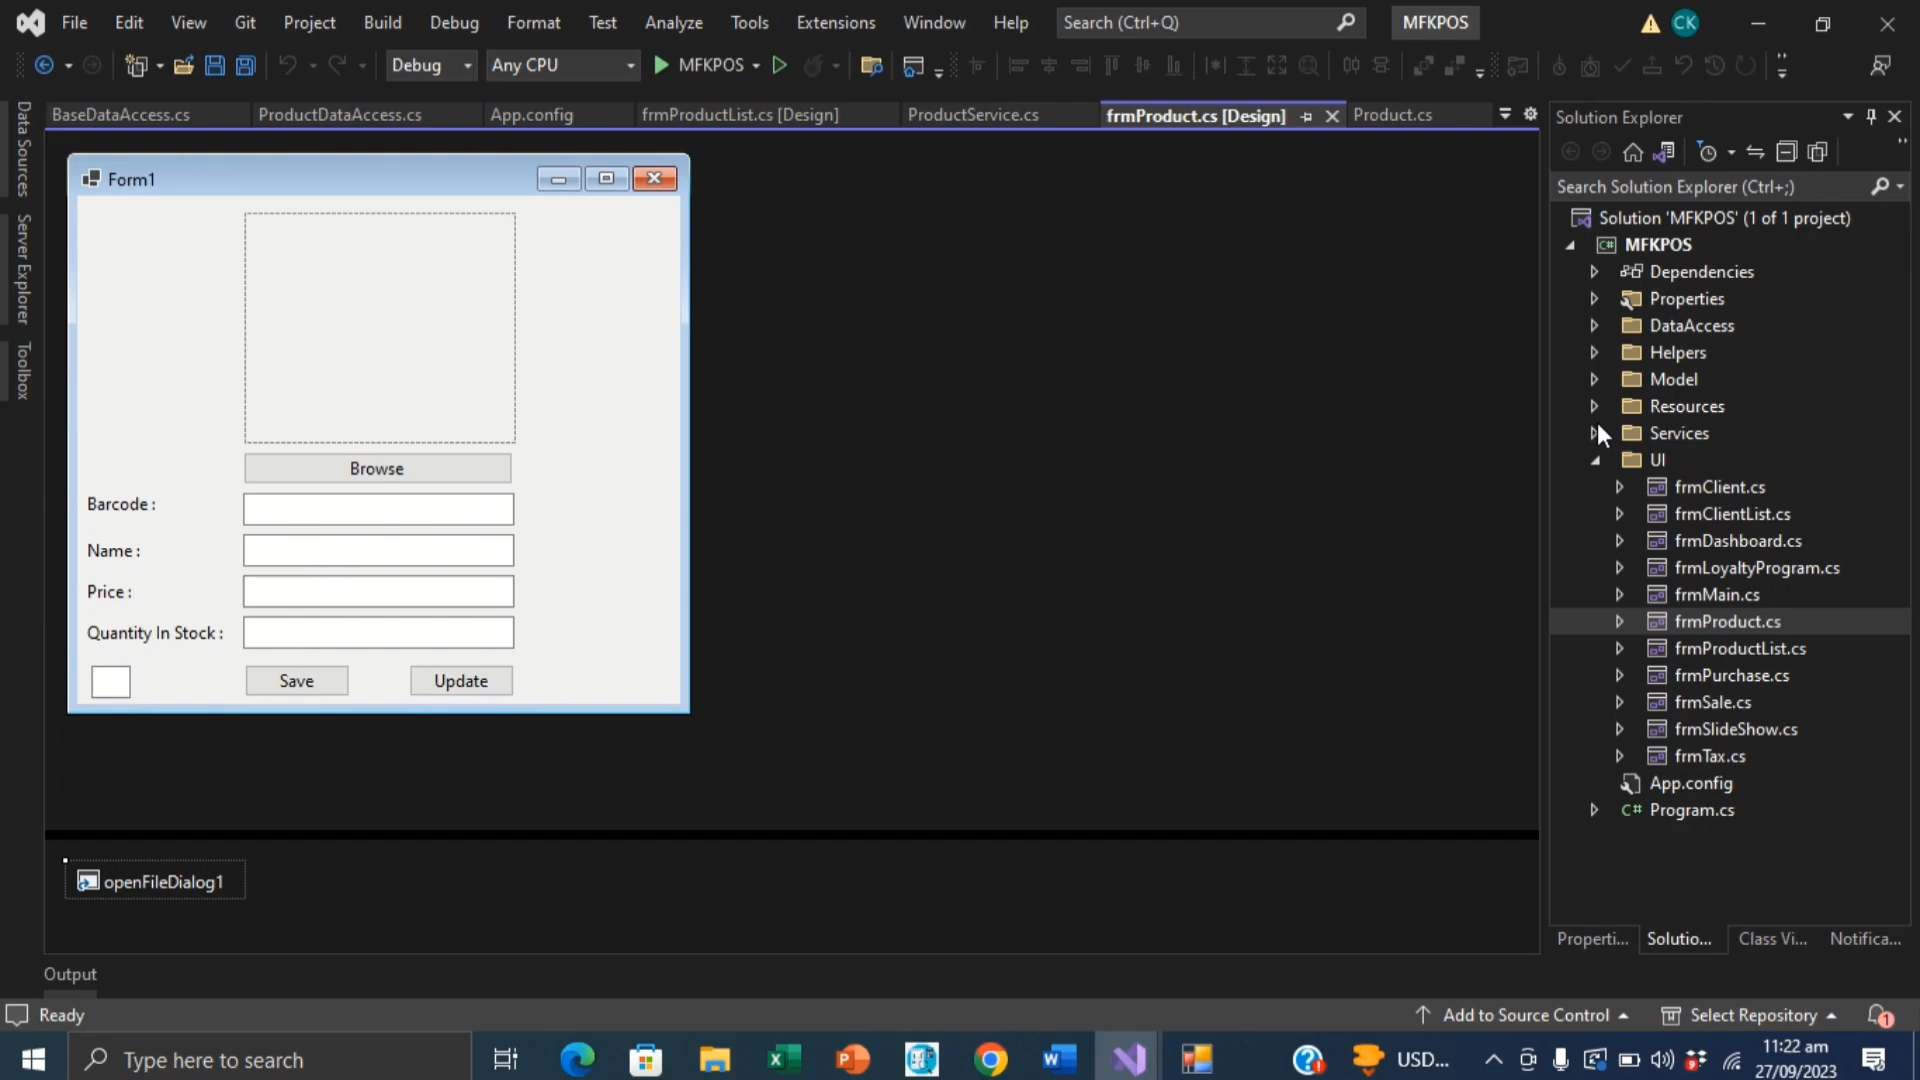 File Edit View Git Project Build Debug Format Test Analyze Tools Extensions Window Help Search (Ctrl+Q) MFKPOS CK
Debug Any CPU MFKPOS
BaseDataAccess.cs ProductDataAccess.cs App.config frmProductList.cs [Design] ProductService.cs frmProduct.cs [Design] Product.cs
Data Sources
Server Explorer
Toolbox
Form1
Browse
Barcode :
Name :
Price :
Quantity In Stock :
Save Update
openFileDialog1
Solution Explorer
Search Solution Explorer (Ctrl+;)
Solution 'MFKPOS' (1 of 1 project)
C# MFKPOS
Dependencies
Properties
DataAccess
Helpers
Model
Resources
Services
UI
frmClient.cs
frmClientList.cs
frmDashboard.cs
frmLoyaltyProgram.cs
frmMain.cs
frmProduct.cs
frmProductList.cs
frmPurchase.cs
frmSale.cs
frmSlideShow.cs
frmTax.cs
App.config
C# Program.cs
Properti... Solutio... Class Vi... Notifica...
Output
Ready Add to Source Control Select Repository 1
Type here to search USD... 11:22 am
27/09/2023